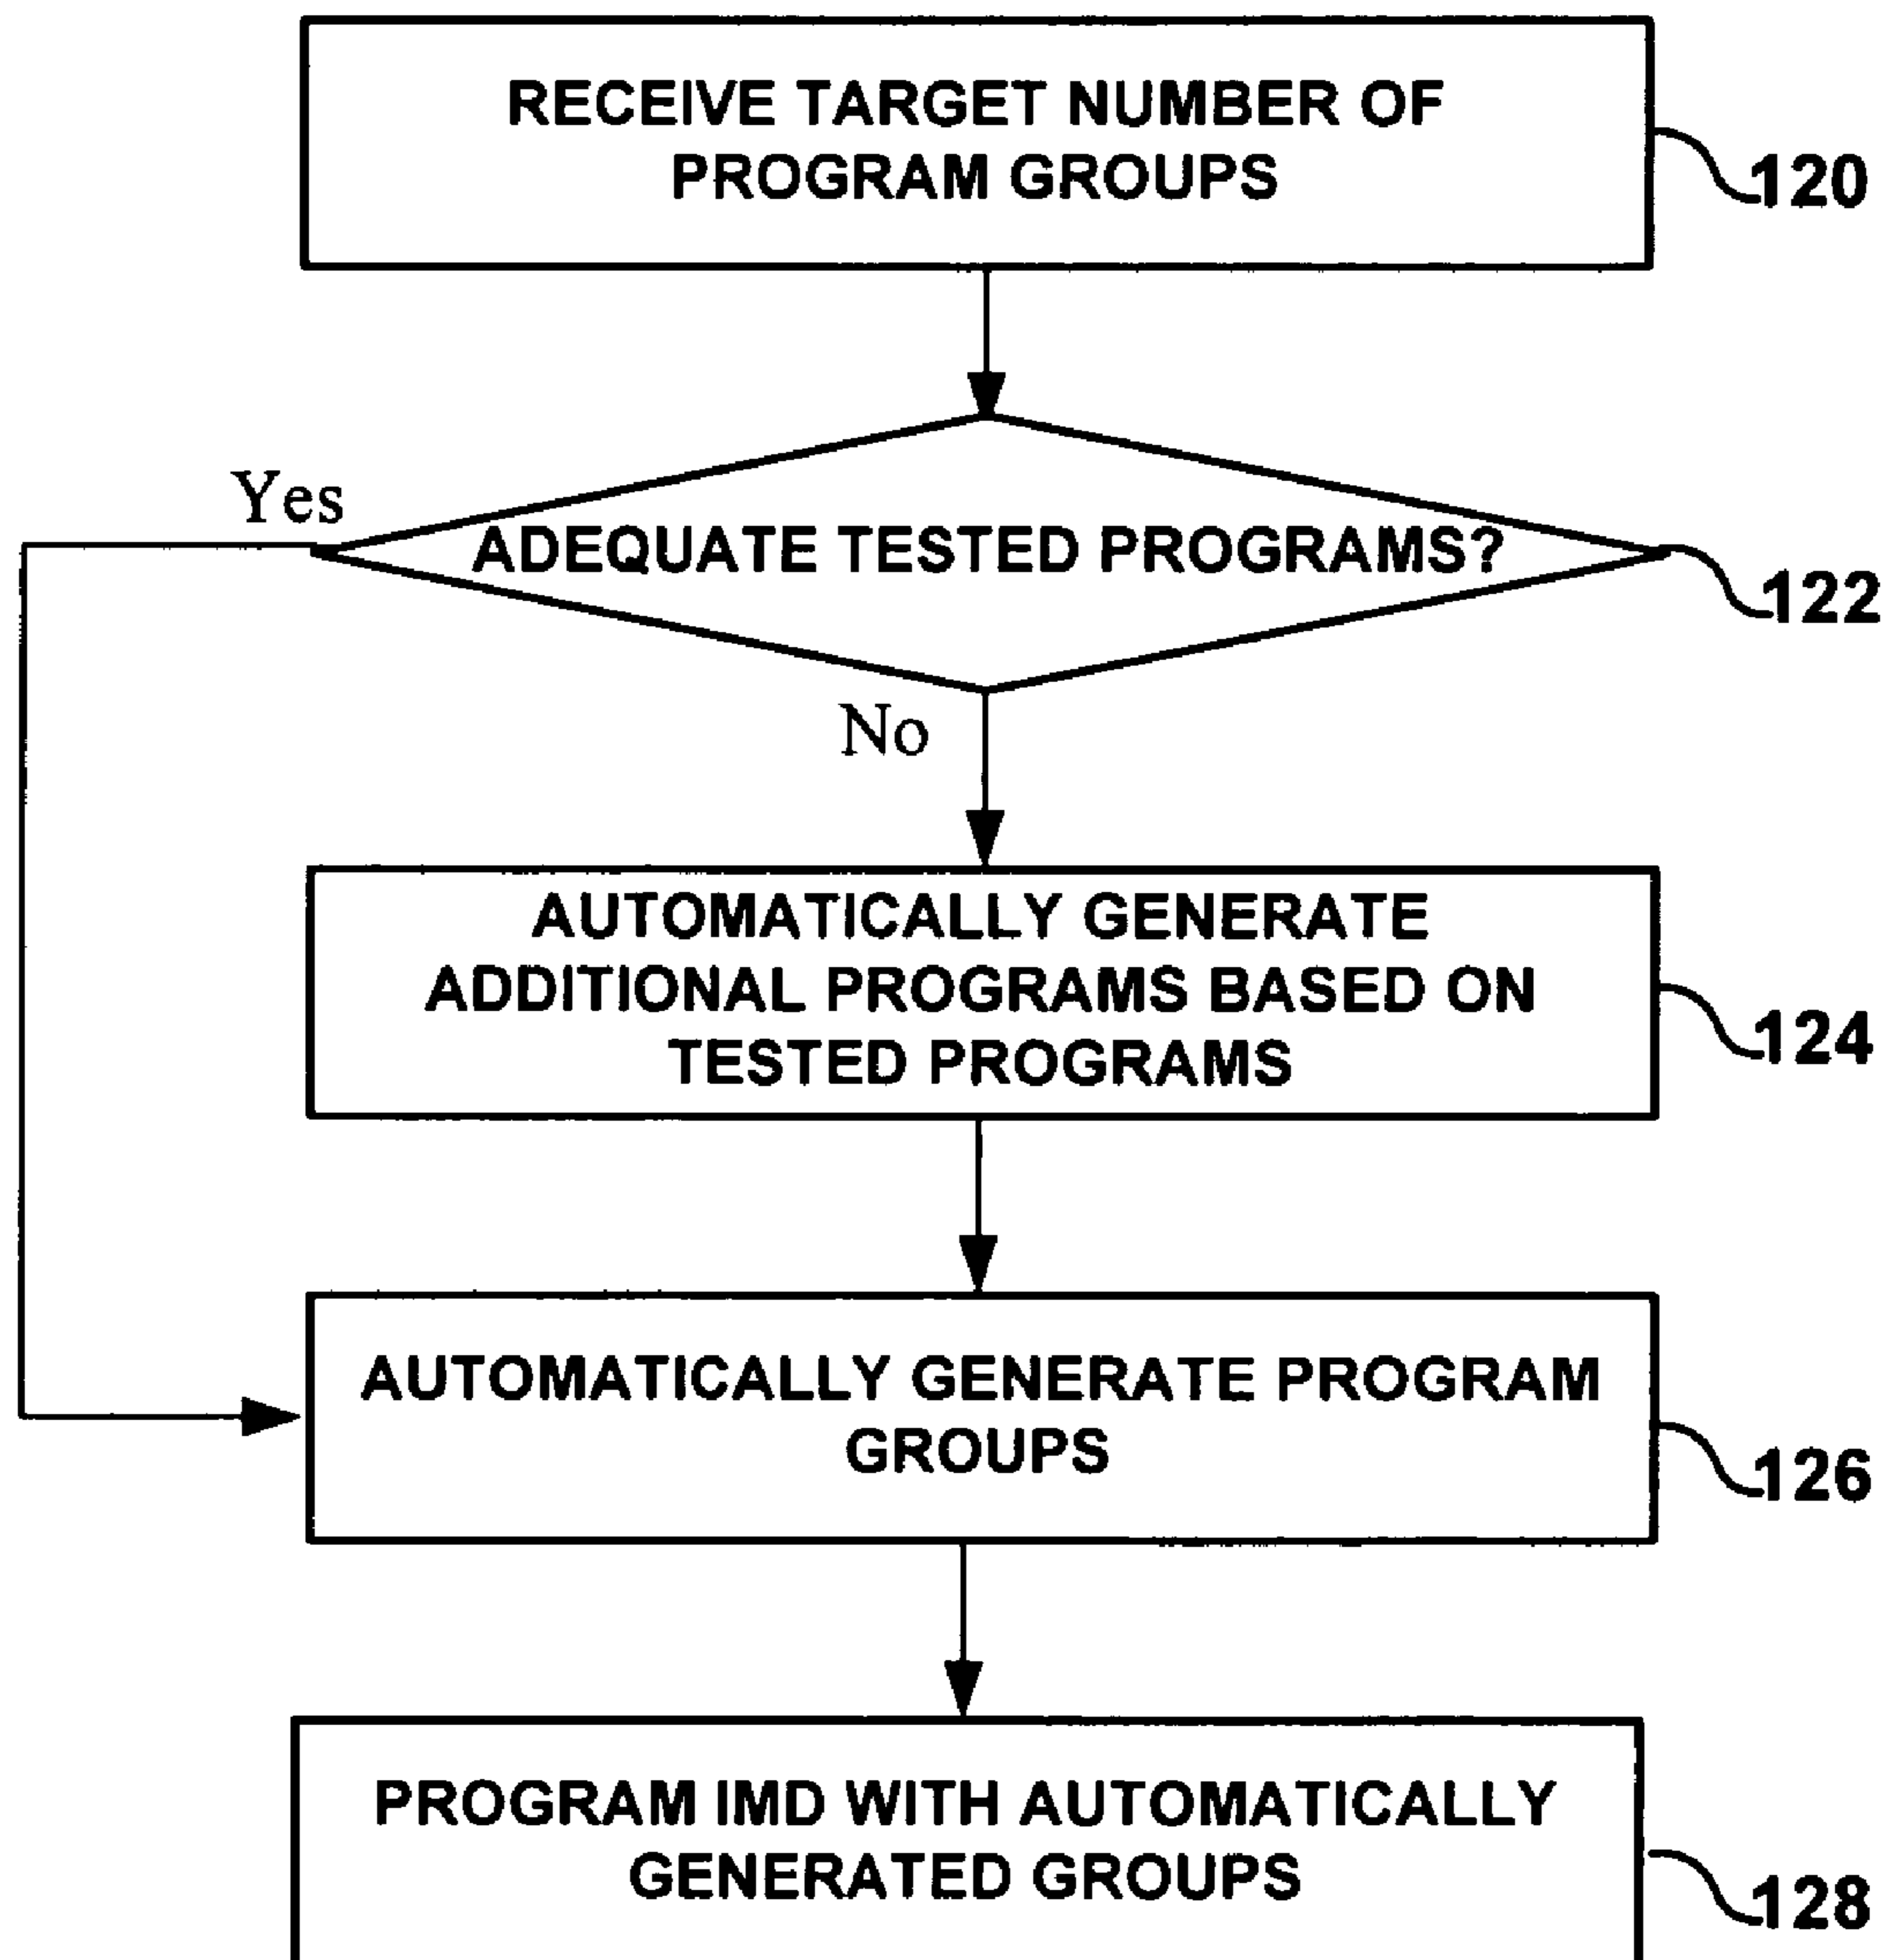 RECEIVE TARGET NUMBER OF
PROGRAM GROUPS
120
Yes
ADEQUATE TESTED PROGRAMS?
122
No
AUTOMATICALLY GENERATE
ADDITIONAL PROGRAMS BASED ON
TESTED PROGRAMS
124
AUTOMATICALLY GENERATE PROGRAM
GROUPS
126
PROGRAM IMD WITH AUTOMATICALLY
GENERATED GROUPS
128